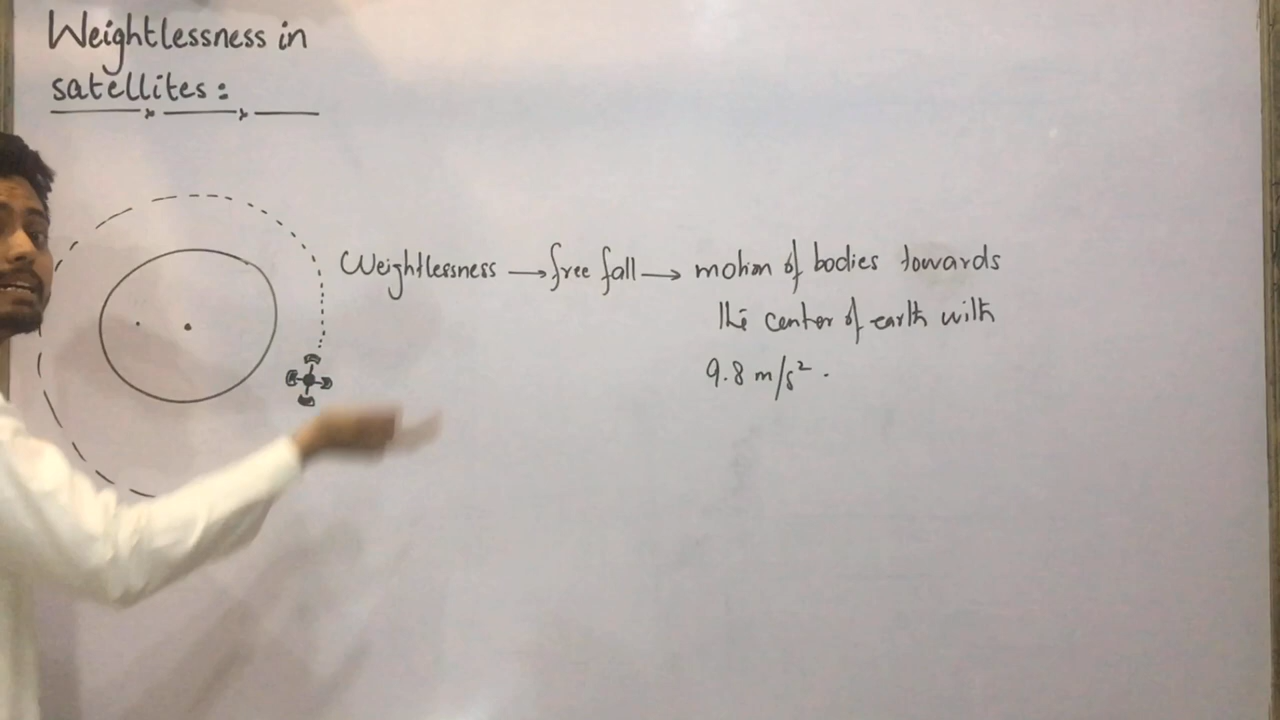 Weightlessness in
satellites:
Weightlessness → free fall → motion of bodies towards
the center of earth with
9.8 m/s².